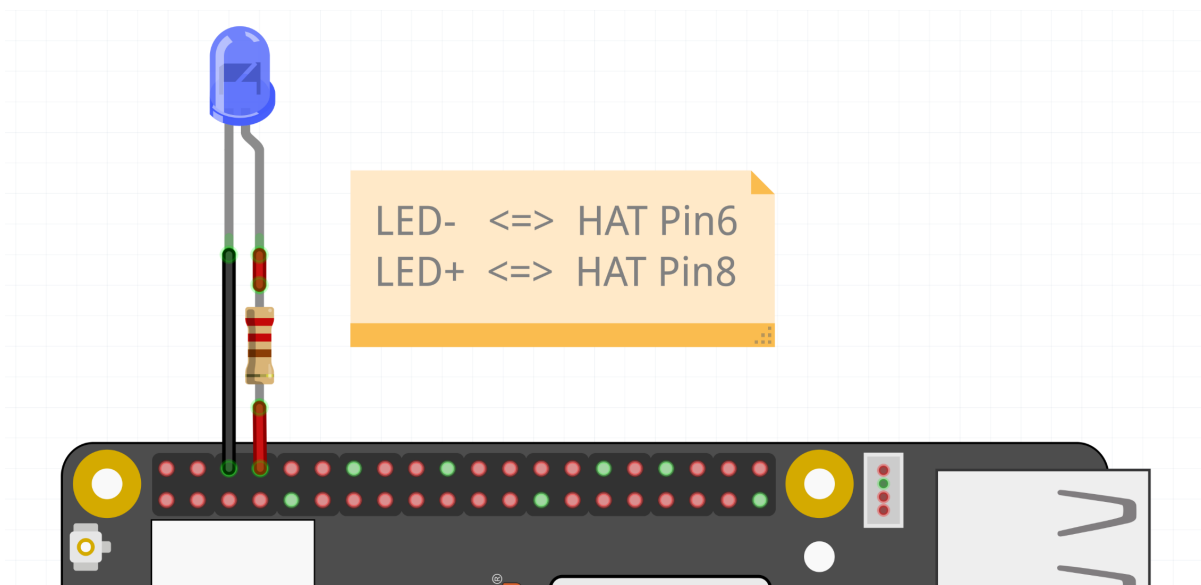 LED- <=> HAT Pin6
LED+ <=> HAT Pin8
®